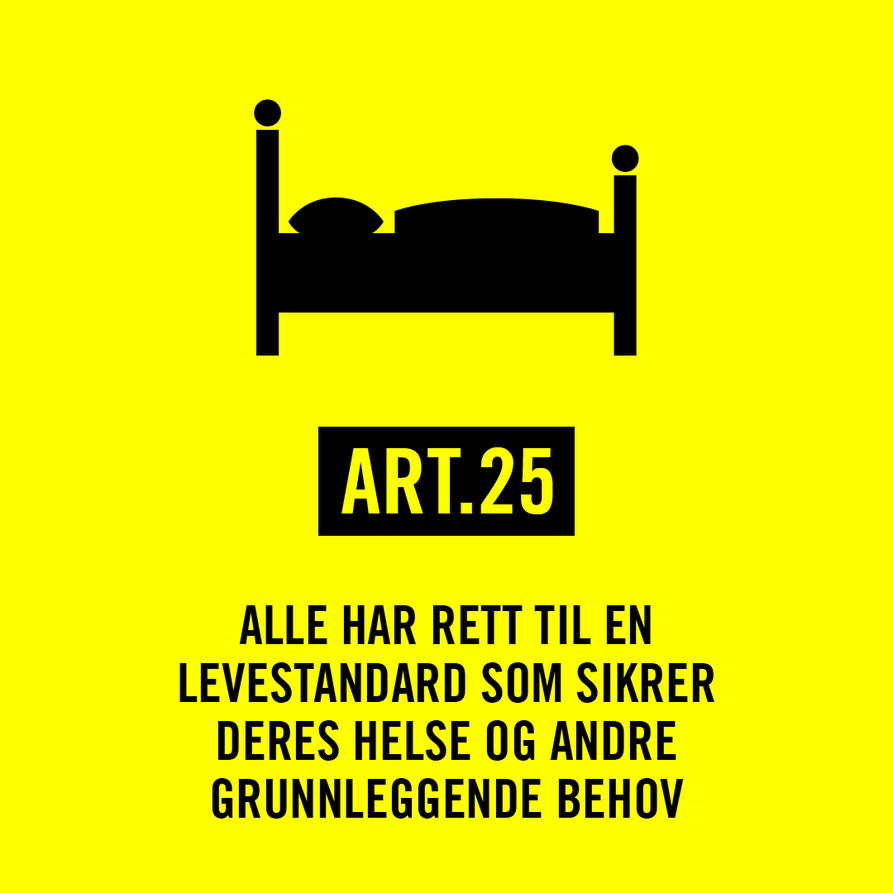 ART.25
ALLE HAR RETT TIL EN
LEVESTANDARD SOM SIKRER
DERES HELSE OG ANDRE
GRUNNLEGGENDE BEHOV